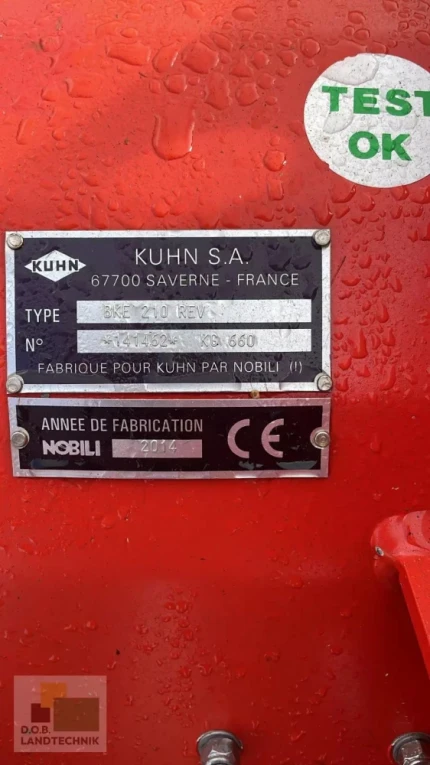 TEST
OK
KUHN
KUHN S.A.
67700 SAVERNE - FRANCE
TYPE BKE 210 REV
N° *141452* KG 660
FABRIQUE POUR KUHN PAR NOBILI (I)
ANNEE DE FABRICATION
NOBILI 2014 CE
D.O.B.
LANDTECHNIK